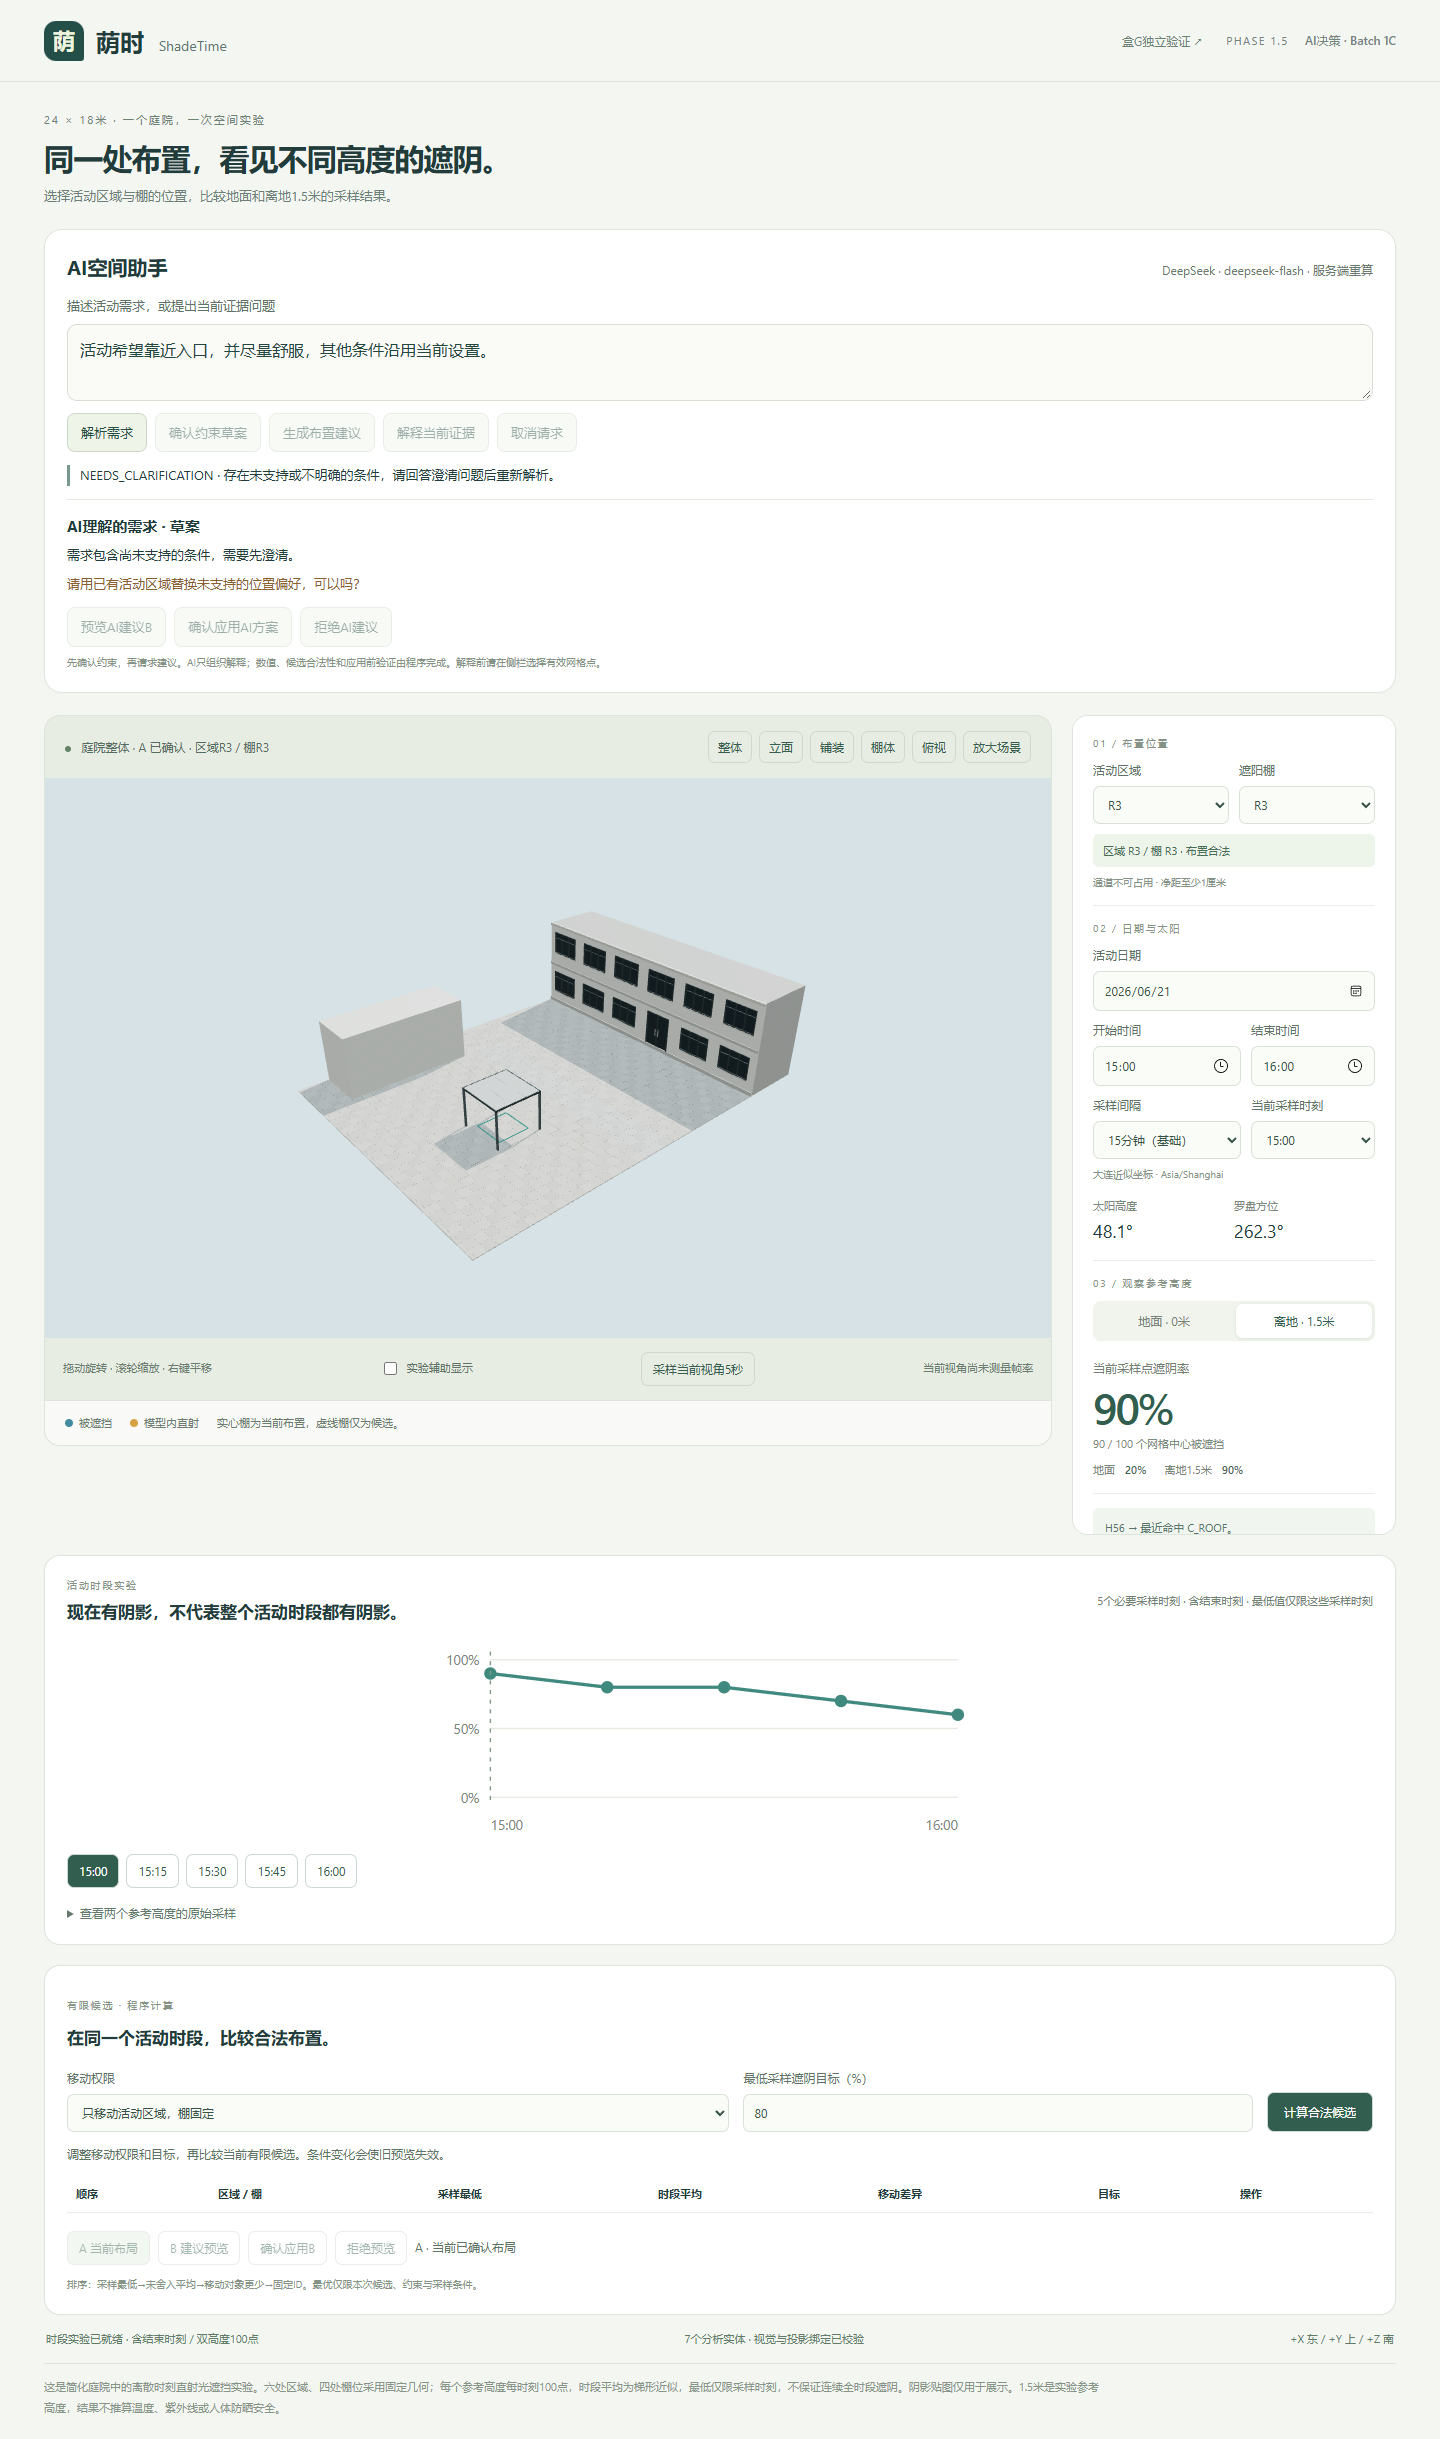 荫 荫时 ShadeTime
盒G独立验证 ↗ PHASE 1.5 AI决策 · Batch 1C
24 × 18米 · 一个庭院，一次空间实验
同一处布置，看见不同高度的遮阴。
选择活动区域与棚的位置，比较地面和离地1.5米的采样结果。
AI空间助手
DeepSeek · deepseek-flash · 服务端重算
描述活动需求，或提出当前证据问题
活动希望靠近入口，并尽量舒服，其他条件沿用当前设置。
解析需求 确认约束草案 生成布置建议 解释当前证据 取消请求
NEEDS_CLARIFICATION · 存在未支持或不明确的条件，请回答澄清问题后重新解析。
AI理解的需求 · 草案
需求包含尚未支持的条件，需要先澄清。
请用已有活动区域替换未支持的位置偏好，可以吗？
预览AI建议B 确认应用AI方案 拒绝AI建议
先确认约束，再请求建议。AI只组织解释；数值、候选合法性和应用前验证由程序完成。解释前请在侧栏选择有效网格点。
庭院整体 · A 已确认 · 区域R3 / 棚R3
整体 立面 铺装 棚体 俯视 放大场景
拖动旋转 · 滚轮缩放 · 右键平移
实验辅助显示
采样当前视角5秒
当前视角尚未测量帧率
被遮挡 模型内直射 实心棚为当前布置，虚线棚仅为候选。
01 / 布置位置
活动区域 遮阳棚
R3 R3
区域 R3 / 棚 R3 · 布置合法
通道不可占用 · 净距至少1厘米
02 / 日期与太阳
活动日期
2026/06/21
开始时间 结束时间
15:00 16:00
采样间隔 当前采样时刻
15分钟（基础） 15:00
大连近似坐标 · Asia/Shanghai
太阳高度 罗盘方位
48.1° 262.3°
03 / 观察参考高度
地面 · 0米 离地 · 1.5米
当前采样点遮阴率
90%
90 / 100 个网格中心被遮挡
地面 20% 离地1.5米 90%
H56 → 最近命中 C_ROOF。
活动时段实验
现在有阴影，不代表整个活动时段都有阴影。
5个必要采样时刻 · 含结束时刻 · 最低值仅限这些采样时刻
100%
50%
0%
15:00 16:00
15:00 15:15 15:30 15:45 16:00
▶ 查看两个参考高度的原始采样
有限候选 · 程序计算
在同一个活动时段，比较合法布置。
移动权限 最低采样遮阴目标（%）
只移动活动区域，棚固定 80 计算合法候选
调整移动权限和目标，再比较当前有限候选。条件变化会使旧预览失效。
顺序 区域 / 棚 采样最低 时段平均 移动差异 目标 操作
A 当前布局 B 建议预览 确认应用B 拒绝预览 A · 当前已确认布局
排序：采样最低→未舍入平均→移动对象更少→固定ID。最优仅限本次候选、约束与采样条件。
时段实验已就绪 · 含结束时刻 / 双高度100点
7个分析实体 · 视觉与投影绑定已校验
+X 东 / +Y 上 / +Z 南
这是简化庭院中的离散时刻直射光遮挡实验。六处区域、四处棚位采用固定几何；每个参考高度每时刻100点，时段平均为梯形近似，最低仅限采样时刻，不保证连续全时段遮阴。阴影贴图仅用于展示。1.5米是实验参考
高度，结果不推算温度、紫外线或人体防晒安全。